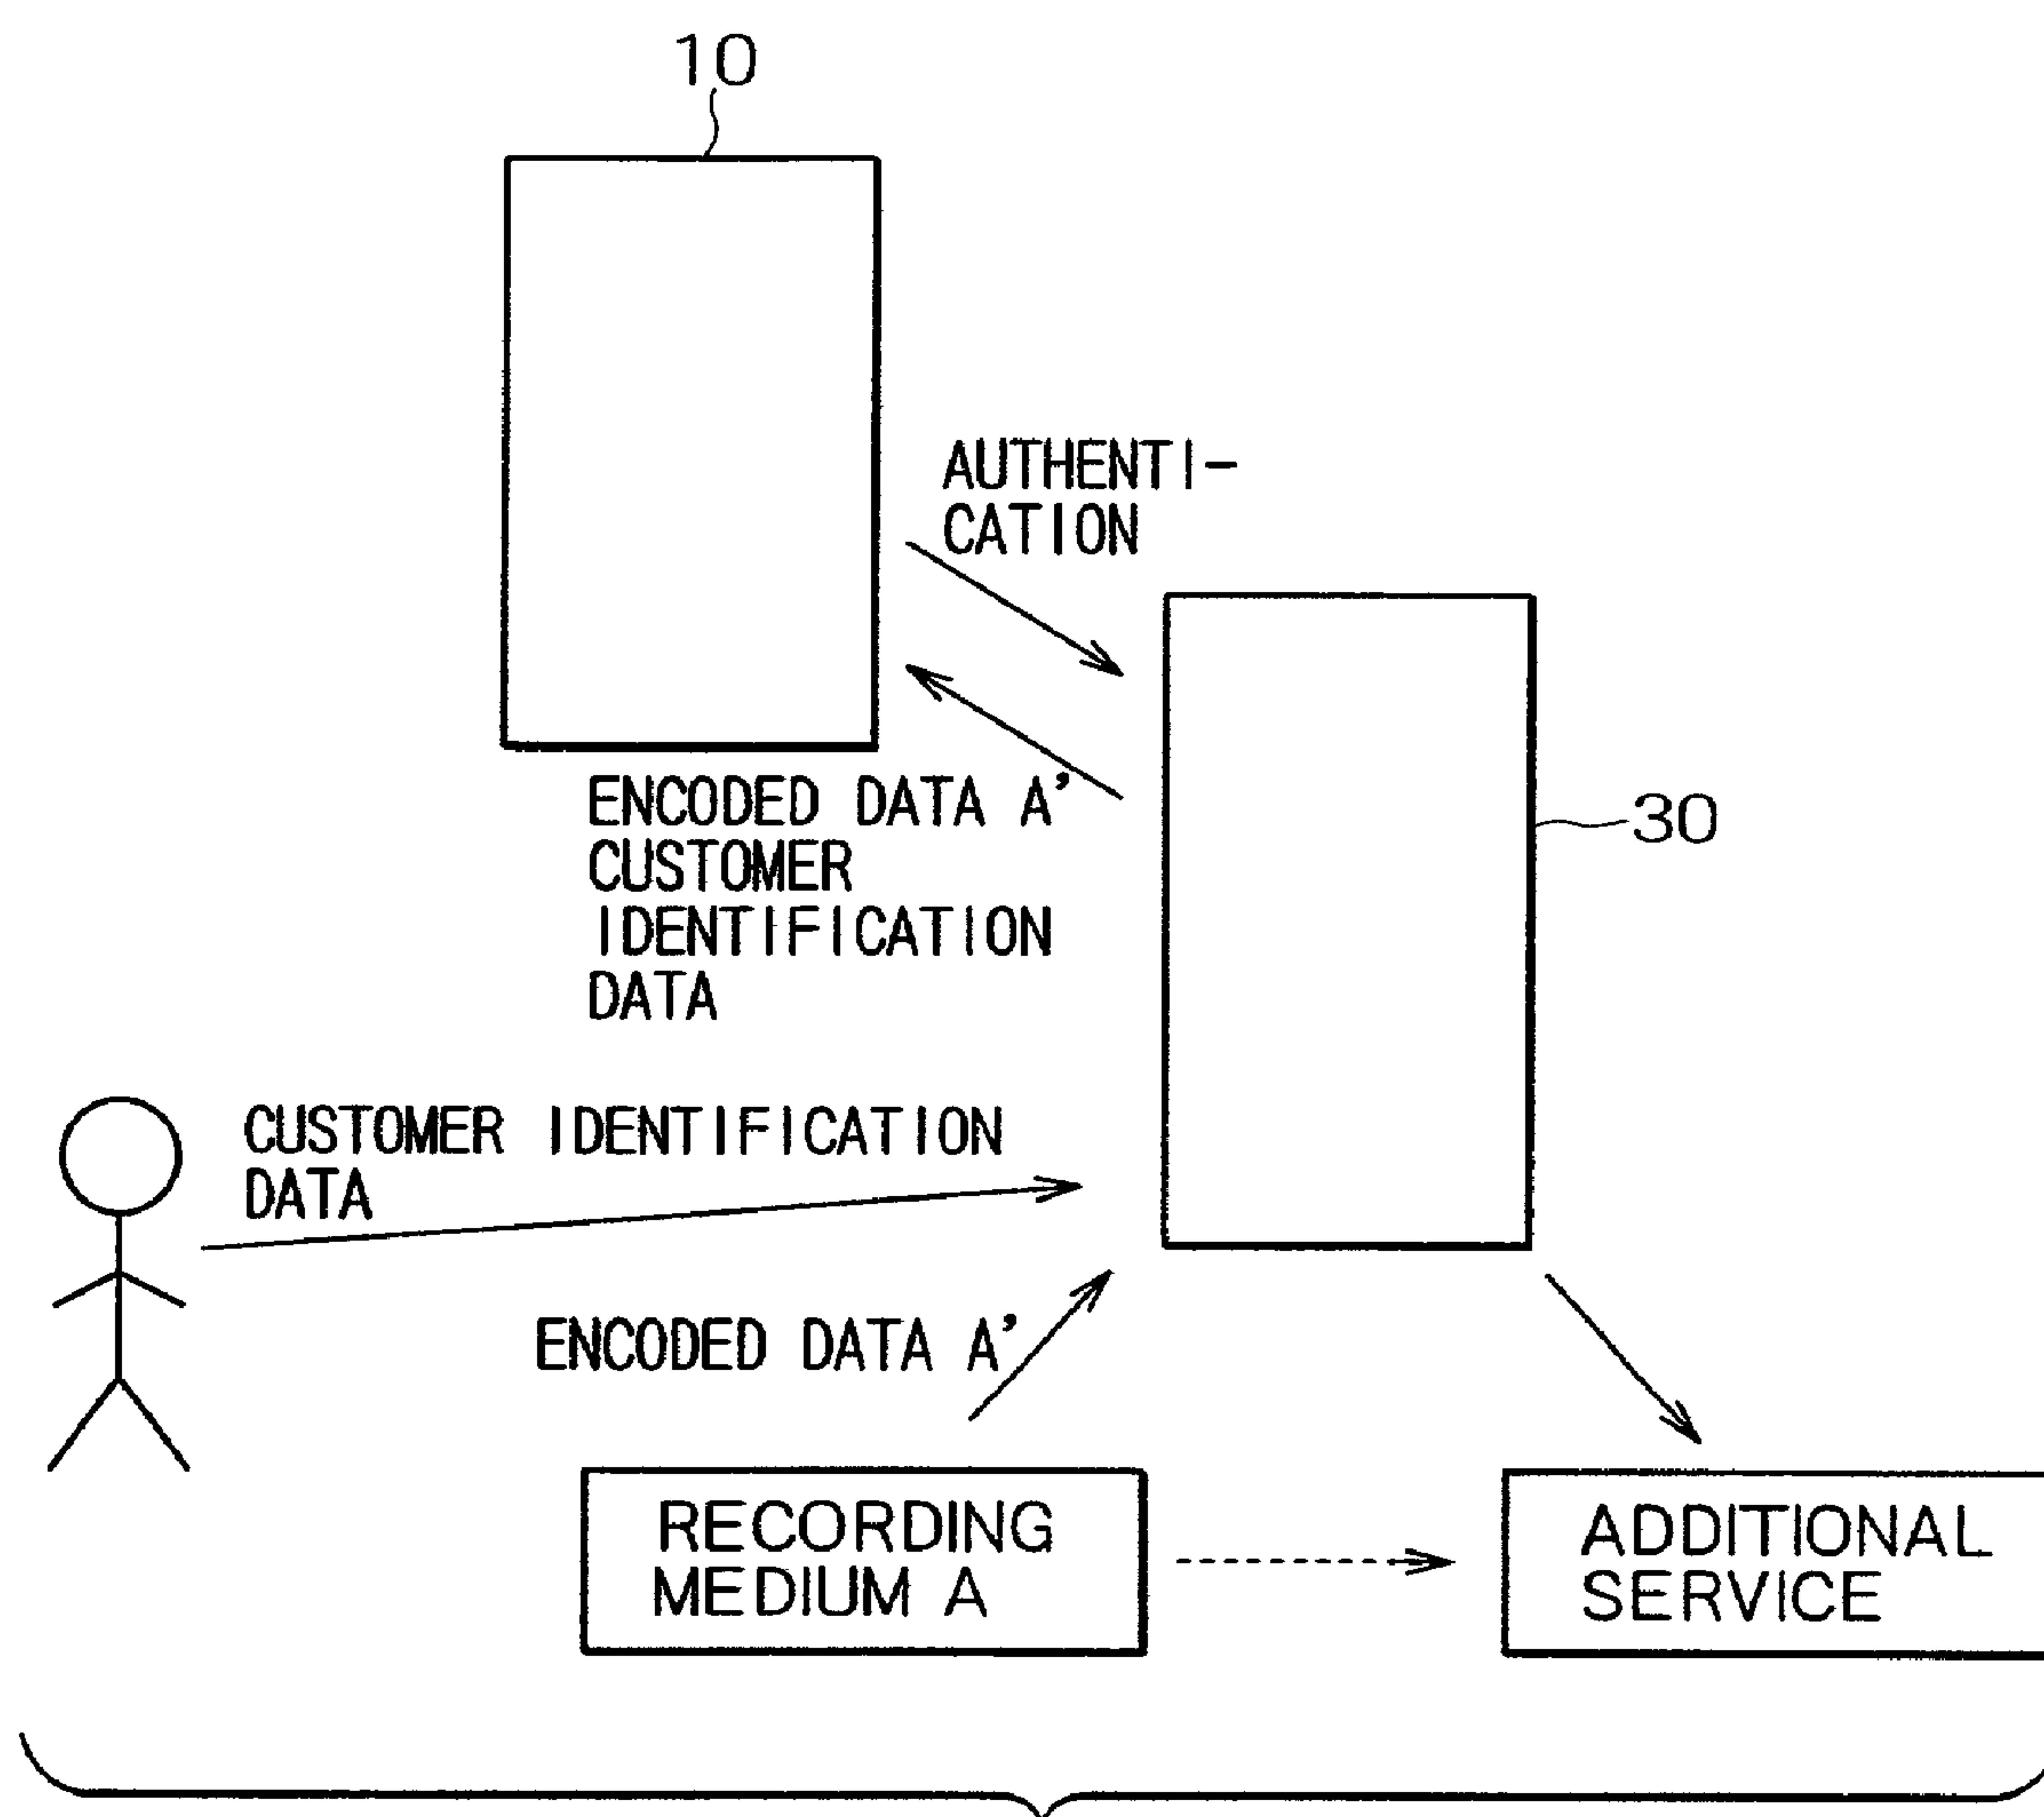 10
AUTHENTI-
CATION
30
ENCODED DATA A'
CUSTOMER
IDENTIFICATION
DATA
CUSTOMER IDENTIFICATION
DATA
ENCODED DATA A'
RECORDING
MEDIUM A
ADDITIONAL
SERVICE